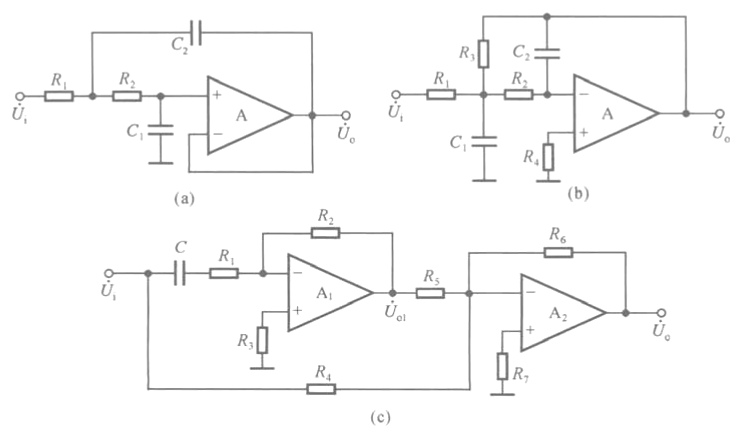 C₂
R₁ R₂
+
A
−
C₁
U̇ᵢ
U̇ₒ
(a)
R₃
C₂
R₁ R₂
−
A
+
C₁
R₄
U̇ᵢ
U̇ₒ
(b)
R₂
C R₁
−
A₁
+
U̇ᵢ
U̇ₒ₁
R₃
R₅
R₄
R₆
−
A₂
+
U̇ₒ
R₇
(c)